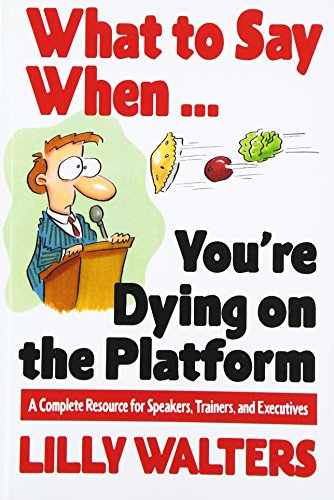 What to Say
When...
You're
Dying on
the Platform
A Complete Resource for Speakers, Trainers, and Executives
LILLY WALTERS